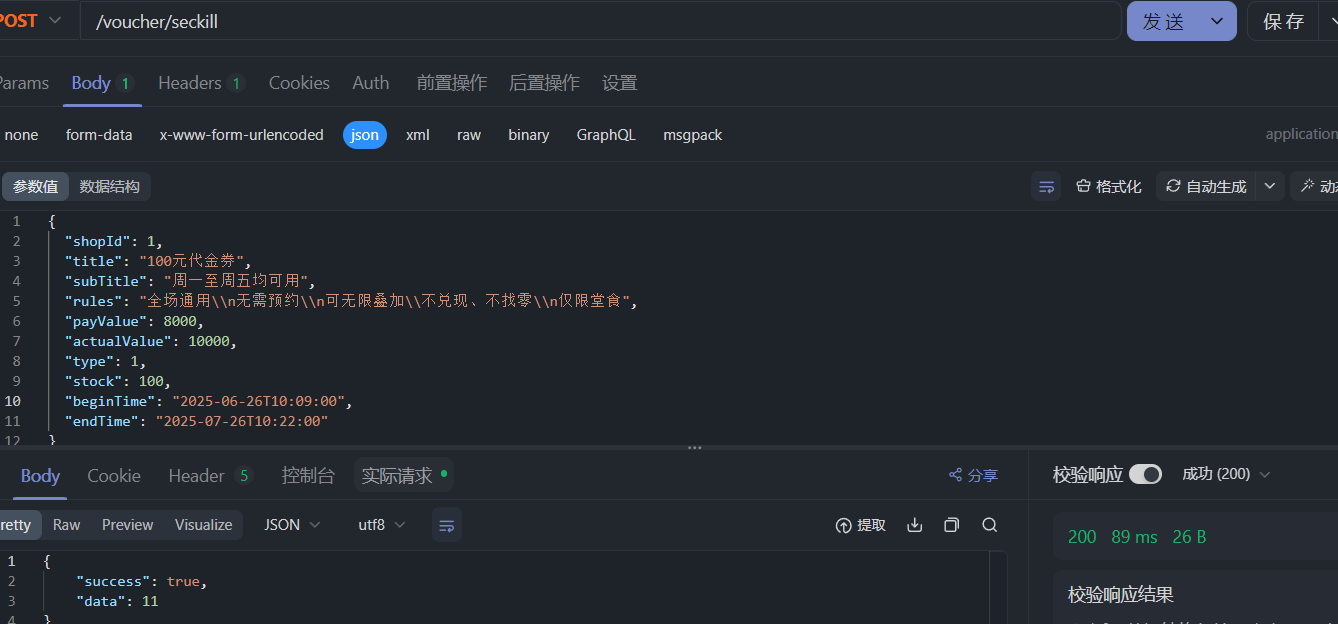 POST /voucher/seckill 发送 保存
Params Body 1 Headers 1 Cookies Auth 前置操作 后置操作 设置
none form-data x-www-form-urlencoded json xml raw binary GraphQL msgpack application
参数值 数据结构 格式化 自动生成
1 {
2 "shopId": 1,
3 "title": "100元代金券",
4 "subTitle": "周一至周五均可用",
5 "rules": "全场通用\\n无需预约\\n可无限叠加\\不兑现、不找零\\n仅限堂食",
6 "payValue": 8000,
7 "actualValue": 10000,
8 "type": 1,
9 "stock": 100,
10 "beginTime": "2025-06-26T10:09:00",
11 "endTime": "2025-07-26T10:22:00"
12 }
Body Cookie Header 5 控制台 实际请求 分享 校验响应 成功 (200)
Pretty Raw Preview Visualize JSON utf8 提取
200 89 ms 26 B
1 {
2 "success": true,
3 "data": 11
4 }
校验响应结果